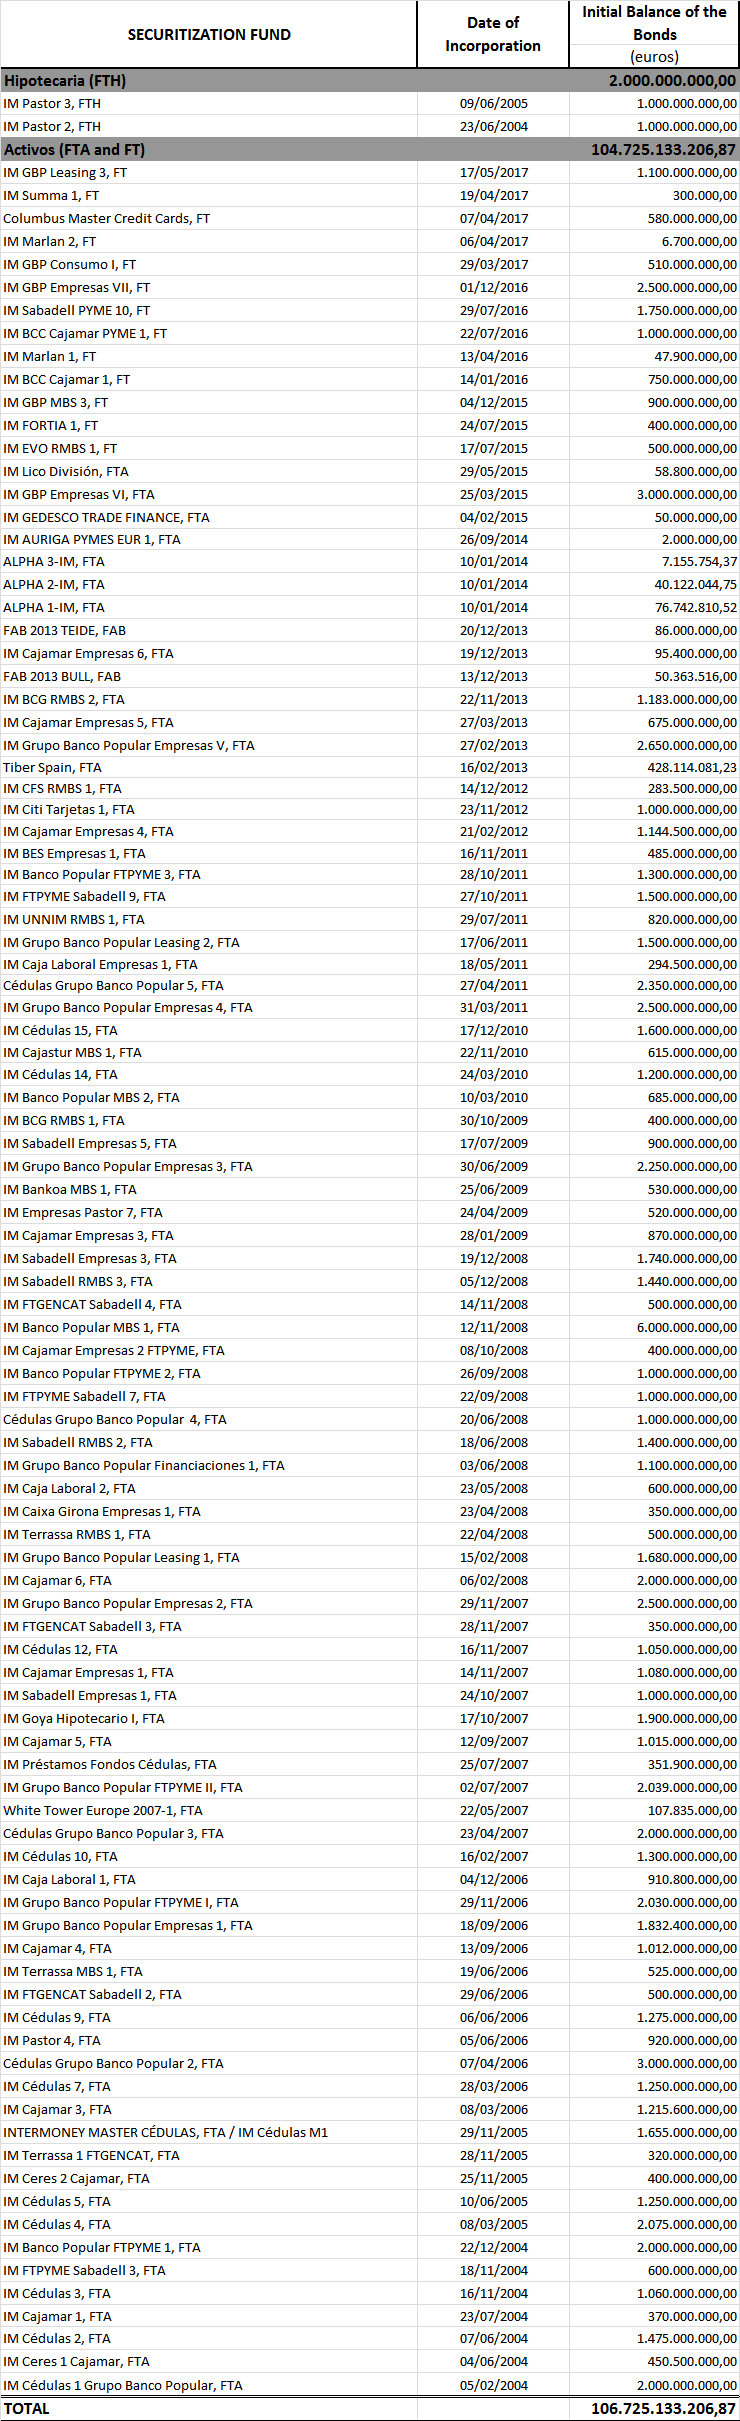 SECURITIZATION FUND Date of Incorporation Initial Balance of the Bonds
(euros)
Hipotecaria (FTH) 2.000.000.000,00
IM Pastor 3, FTH 09/06/2005 1.000.000.000,00
IM Pastor 2, FTH 23/06/2004 1.000.000.000,00
Activos (FTA and FT) 104.725.133.206,87
IM GBP Leasing 3, FT 17/05/2017 1.100.000.000,00
IM Summa 1, FT 19/04/2017 300.000,00
Columbus Master Credit Cards, FT 07/04/2017 580.000.000,00
IM Marlan 2, FT 06/04/2017 6.700.000,00
IM GBP Consumo I, FT 29/03/2017 510.000.000,00
IM GBP Empresas VII, FT 01/12/2016 2.500.000.000,00
IM Sabadell PYME 10, FT 29/07/2016 1.750.000.000,00
IM BCC Cajamar PYME 1, FT 22/07/2016 1.000.000.000,00
IM Marlan 1, FT 13/04/2016 47.900.000,00
IM BCC Cajamar 1, FT 14/01/2016 750.000.000,00
IM GBP MBS 3, FT 04/12/2015 900.000.000,00
IM FORTIA 1, FT 24/07/2015 400.000.000,00
IM EVO RMBS 1, FT 17/07/2015 500.000.000,00
IM Lico División, FTA 29/05/2015 58.800.000,00
IM GBP Empresas VI, FTA 25/03/2015 3.000.000.000,00
IM GEDESCO TRADE FINANCE, FTA 04/02/2015 50.000.000,00
IM AURIGA PYMES EUR 1, FTA 26/09/2014 2.000.000,00
ALPHA 3-IM, FTA 10/01/2014 7.155.754,37
ALPHA 2-IM, FTA 10/01/2014 40.122.044,75
ALPHA 1-IM, FTA 10/01/2014 76.742.810,52
FAB 2013 TEIDE, FAB 20/12/2013 86.000.000,00
IM Cajamar Empresas 6, FTA 19/12/2013 95.400.000,00
FAB 2013 BULL, FAB 13/12/2013 50.363.516,00
IM BCG RMBS 2, FTA 22/11/2013 1.183.000.000,00
IM Cajamar Empresas 5, FTA 27/03/2013 675.000.000,00
IM Grupo Banco Popular Empresas V, FTA 27/02/2013 2.650.000.000,00
Tiber Spain, FTA 16/02/2013 428.114.081,23
IM CFS RMBS 1, FTA 14/12/2012 283.500.000,00
IM Citi Tarjetas 1, FTA 23/11/2012 1.000.000.000,00
IM Cajamar Empresas 4, FTA 21/02/2012 1.144.500.000,00
IM BES Empresas 1, FTA 16/11/2011 485.000.000,00
IM Banco Popular FTPYME 3, FTA 28/10/2011 1.300.000.000,00
IM FTPYME Sabadell 9, FTA 27/10/2011 1.500.000.000,00
IM UNNIM RMBS 1, FTA 29/07/2011 820.000.000,00
IM Grupo Banco Popular Leasing 2, FTA 17/06/2011 1.500.000.000,00
IM Caja Laboral Empresas 1, FTA 18/05/2011 294.500.000,00
Cédulas Grupo Banco Popular 5, FTA 27/04/2011 2.350.000.000,00
IM Grupo Banco Popular Empresas 4, FTA 31/03/2011 2.500.000.000,00
IM Cédulas 15, FTA 17/12/2010 1.600.000.000,00
IM Cajastur MBS 1, FTA 22/11/2010 615.000.000,00
IM Cédulas 14, FTA 24/03/2010 1.200.000.000,00
IM Banco Popular MBS 2, FTA 10/03/2010 685.000.000,00
IM BCG RMBS 1, FTA 30/10/2009 400.000.000,00
IM Sabadell Empresas 5, FTA 17/07/2009 900.000.000,00
IM Grupo Banco Popular Empresas 3, FTA 30/06/2009 2.250.000.000,00
IM Bankoa MBS 1, FTA 25/06/2009 530.000.000,00
IM Empresas Pastor 7, FTA 24/04/2009 520.000.000,00
IM Cajamar Empresas 3, FTA 28/01/2009 870.000.000,00
IM Sabadell Empresas 3, FTA 19/12/2008 1.740.000.000,00
IM Sabadell RMBS 3, FTA 05/12/2008 1.440.000.000,00
IM FTGENCAT Sabadell 4, FTA 14/11/2008 500.000.000,00
IM Banco Popular MBS 1, FTA 12/11/2008 6.000.000.000,00
IM Cajamar Empresas 2 FTPYME, FTA 08/10/2008 400.000.000,00
IM Banco Popular FTPYME 2, FTA 26/09/2008 1.000.000.000,00
IM FTPYME Sabadell 7, FTA 22/09/2008 1.000.000.000,00
Cédulas Grupo Banco Popular 4, FTA 20/06/2008 1.000.000.000,00
IM Sabadell RMBS 2, FTA 18/06/2008 1.400.000.000,00
IM Grupo Banco Popular Financiaciones 1, FTA 03/06/2008 1.100.000.000,00
IM Caja Laboral 2, FTA 23/05/2008 600.000.000,00
IM Caixa Girona Empresas 1, FTA 23/04/2008 350.000.000,00
IM Terrassa RMBS 1, FTA 22/04/2008 500.000.000,00
IM Grupo Banco Popular Leasing 1, FTA 15/02/2008 1.680.000.000,00
IM Cajamar 6, FTA 06/02/2008 2.000.000.000,00
IM Grupo Banco Popular Empresas 2, FTA 29/11/2007 2.500.000.000,00
IM FTGENCAT Sabadell 3, FTA 28/11/2007 350.000.000,00
IM Cédulas 12, FTA 16/11/2007 1.050.000.000,00
IM Cajamar Empresas 1, FTA 14/11/2007 1.080.000.000,00
IM Sabadell Empresas 1, FTA 24/10/2007 1.000.000.000,00
IM Goya Hipotecario I, FTA 17/10/2007 1.900.000.000,00
IM Cajamar 5, FTA 12/09/2007 1.015.000.000,00
IM Préstamos Fondos Cédulas, FTA 25/07/2007 351.900.000,00
IM Grupo Banco Popular FTPYME II, FTA 02/07/2007 2.039.000.000,00
White Tower Europe 2007-1, FTA 22/05/2007 107.835.000,00
Cédulas Grupo Banco Popular 3, FTA 23/04/2007 2.000.000.000,00
IM Cédulas 10, FTA 16/02/2007 1.300.000.000,00
IM Caja Laboral 1, FTA 04/12/2006 910.800.000,00
IM Grupo Banco Popular FTPYME I, FTA 29/11/2006 2.030.000.000,00
IM Grupo Banco Popular Empresas 1, FTA 18/09/2006 1.832.400.000,00
IM Cajamar 4, FTA 13/09/2006 1.012.000.000,00
IM Terrassa MBS 1, FTA 19/06/2006 525.000.000,00
IM FTGENCAT Sabadell 2, FTA 29/06/2006 500.000.000,00
IM Cédulas 9, FTA 06/06/2006 1.275.000.000,00
IM Pastor 4, FTA 05/06/2006 920.000.000,00
Cédulas Grupo Banco Popular 2, FTA 07/04/2006 3.000.000.000,00
IM Cédulas 7, FTA 28/03/2006 1.250.000.000,00
IM Cajamar 3, FTA 08/03/2006 1.215.600.000,00
INTERMONEY MASTER CÉDULAS, FTA / IM Cédulas M1 29/11/2005 1.655.000.000,00
IM Terrassa 1 FTGENCAT, FTA 28/11/2005 320.000.000,00
IM Ceres 2 Cajamar, FTA 25/11/2005 400.000.000,00
IM Cédulas 5, FTA 10/06/2005 1.250.000.000,00
IM Cédulas 4, FTA 08/03/2005 2.075.000.000,00
IM Banco Popular FTPYME 1, FTA 22/12/2004 2.000.000.000,00
IM FTPYME Sabadell 3, FTA 18/11/2004 600.000.000,00
IM Cédulas 3, FTA 16/11/2004 1.060.000.000,00
IM Cajamar 1, FTA 23/07/2004 370.000.000,00
IM Cédulas 2, FTA 07/06/2004 1.475.000.000,00
IM Ceres 1 Cajamar, FTA 04/06/2004 450.500.000,00
IM Cédulas 1 Grupo Banco Popular, FTA 05/02/2004 2.000.000.000,00
TOTAL 106.725.133.206,87